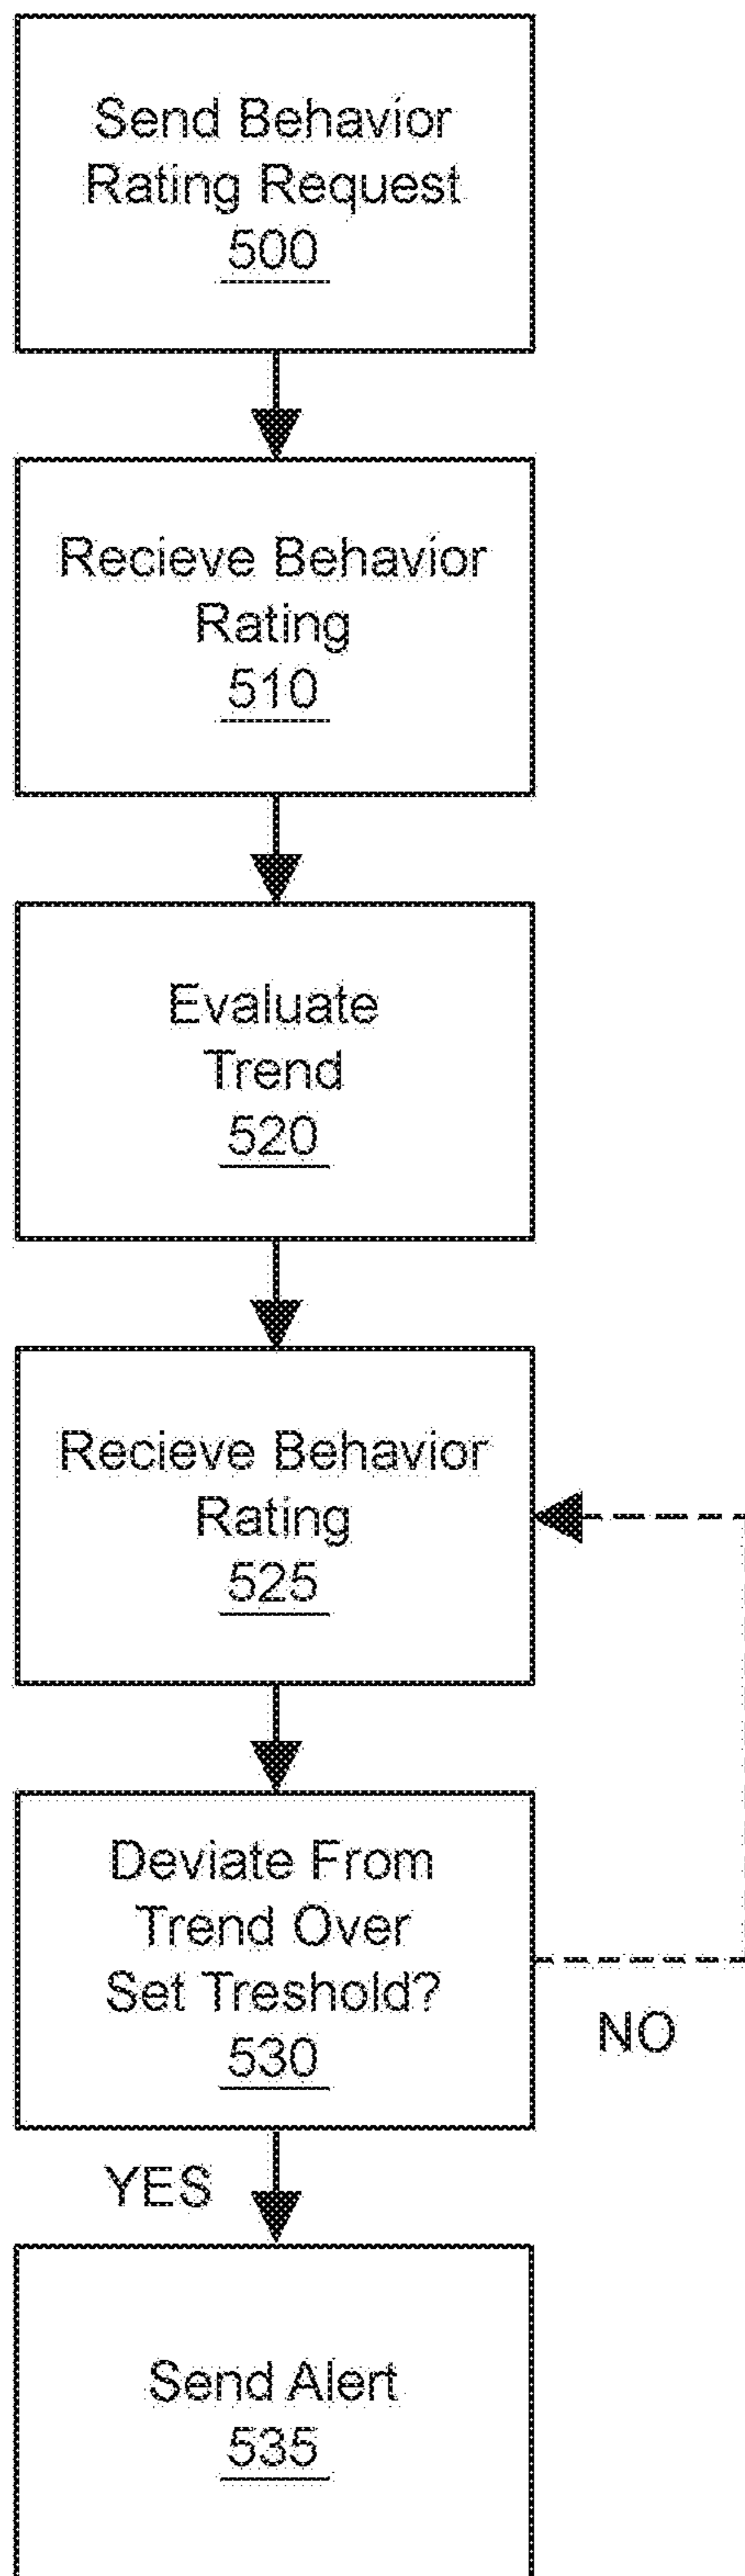 Send Behavior
Rating Request
500
Recieve Behavior
Rating
510
Evaluate
Trend
520
Recieve Behavior
Rating
525
Deviate From
Trend Over
Set Treshold?
530
NO
YES
Send Alert
535